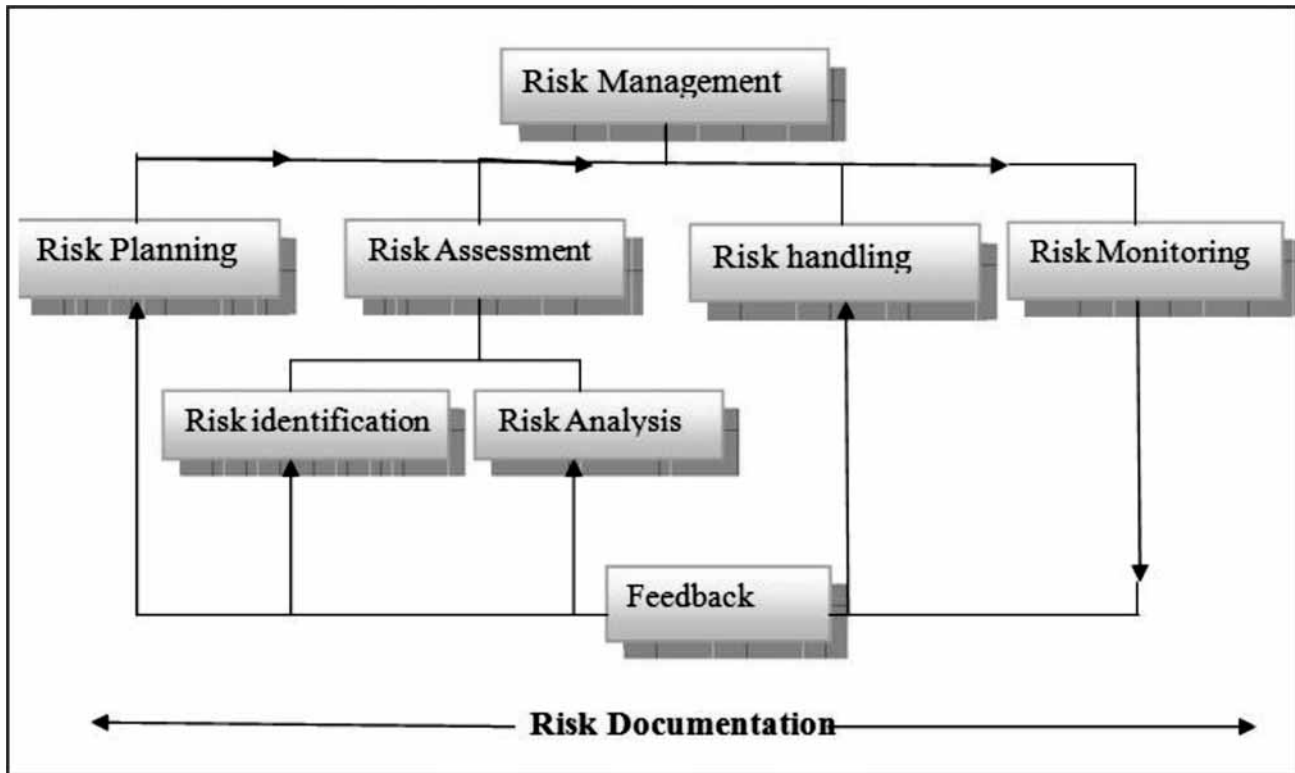 Risk Management
Risk Planning
Risk Assessment
Risk handling
Risk Monitoring
Risk identification
Risk Analysis
Feedback
Risk Documentation